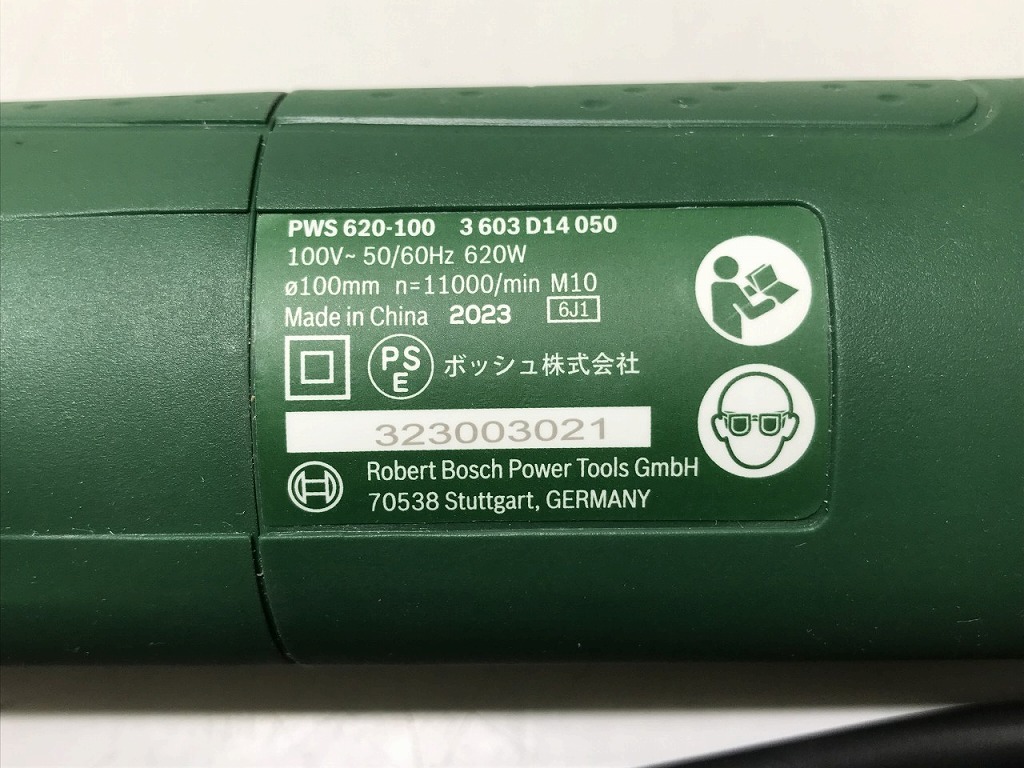 PWS 620-100 3 603 D14 050
100V~ 50/60Hz 620W
ø100mm n=11000/min M10
Made in China 2023 6J1
PSE ボッシュ株式会社
323003021
Robert Bosch Power Tools GmbH
70538 Stuttgart, GERMANY